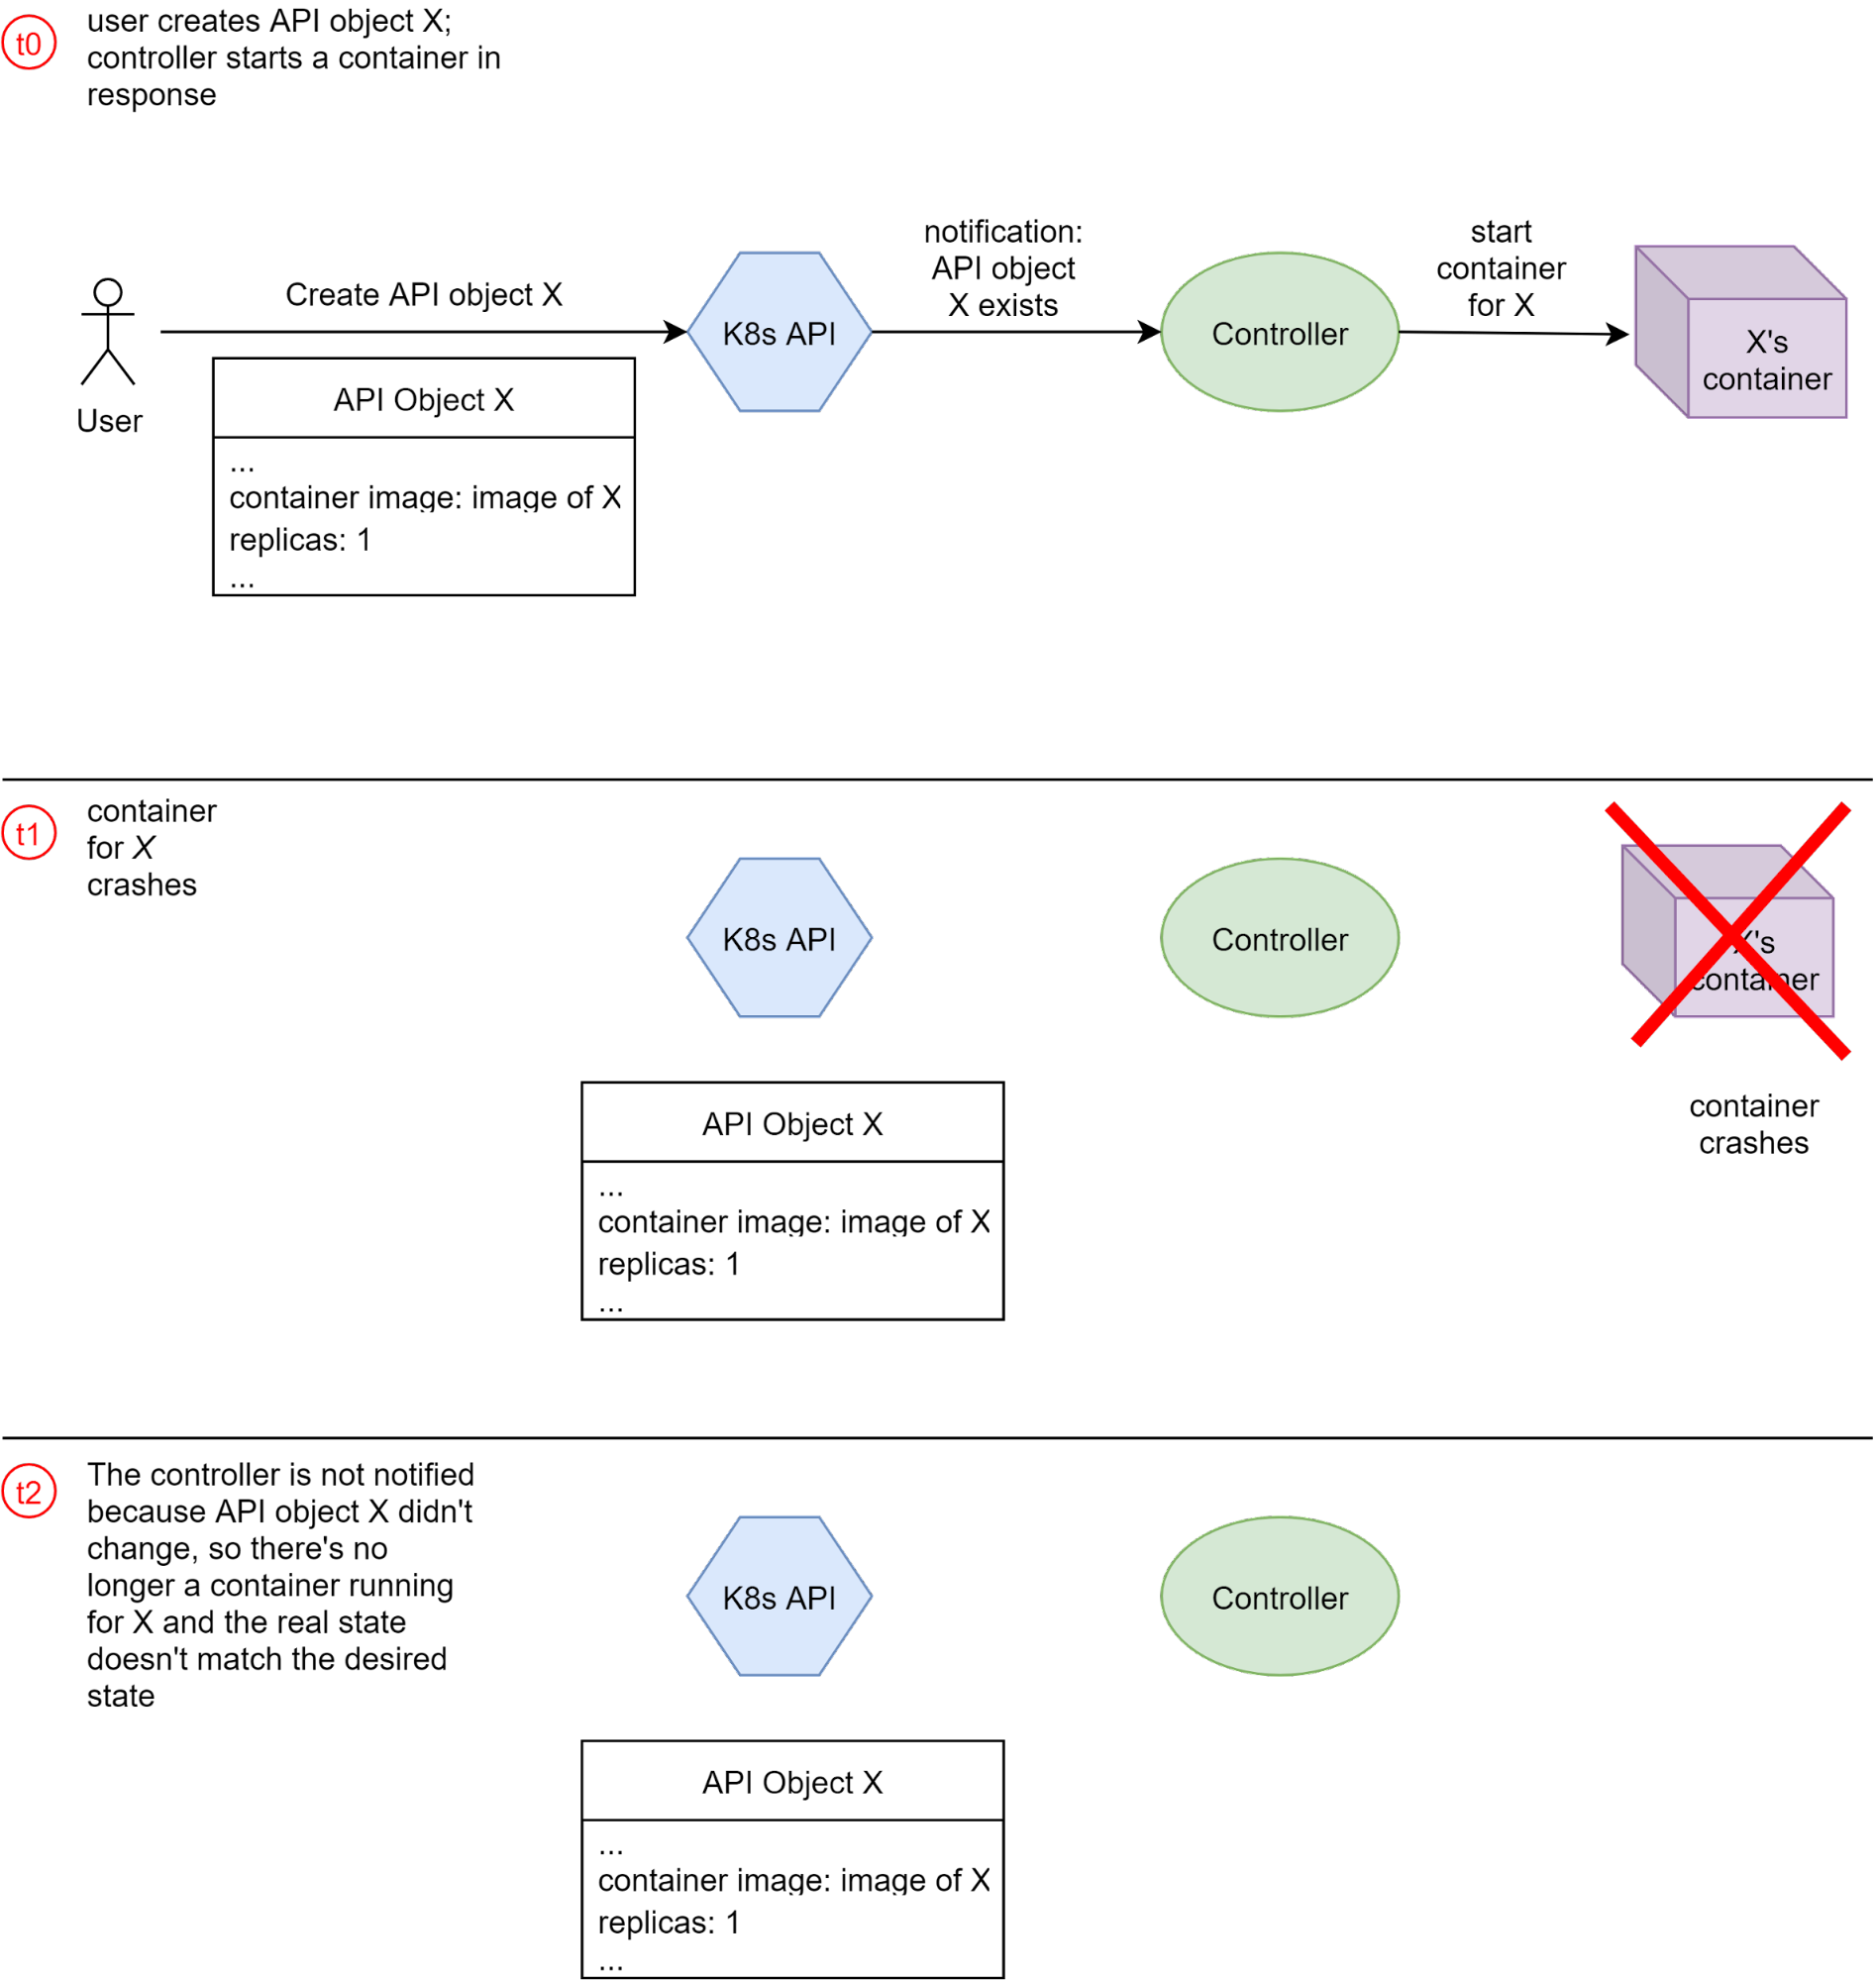 t0
user creates API object X;
controller starts a container in
response
notification:
API object
X exists
start
container
for X
Create API object X
User
K8s API
Controller
X's
container
API Object X
...
container image: image of X
replicas: 1
...
t1
container
for X
crashes
K8s API
Controller
X's
container
container
crashes
API Object X
...
container image: image of X
replicas: 1
...
t2
The controller is not notified
because API object X didn't
change, so there's no
longer a container running
for X and the real state
doesn't match the desired
state
K8s API
Controller
API Object X
...
container image: image of X
replicas: 1
...